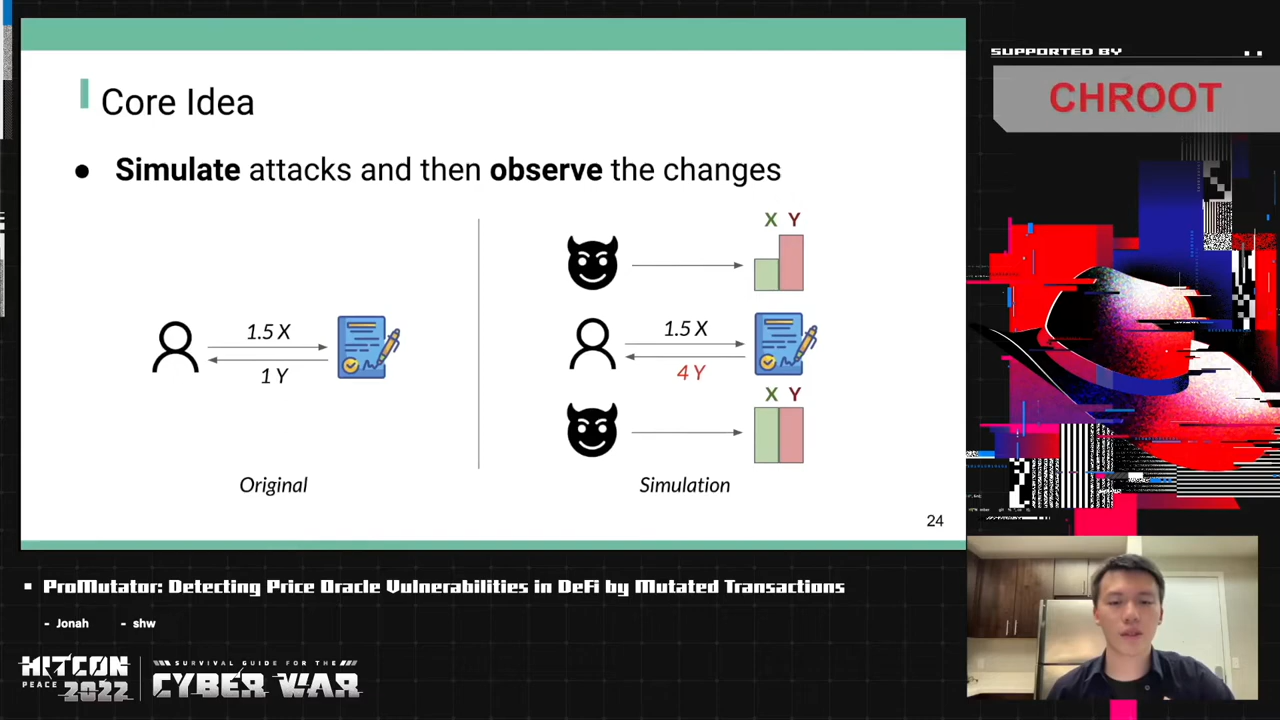 SUPPORTED BY
CHROOT
Core Idea
● Simulate attacks and then observe the changes
1.5 X
1 Y
Original
X Y
1.5 X
4 Y
X Y
Simulation
24
ProMutator: Detecting Price Oracle Vulnerabilities in DeFi by Mutated Transactions
- Jonah - shw
HITCON
PEACE 2022
SURVIVAL GUIDE FOR THE
CYBER WAR